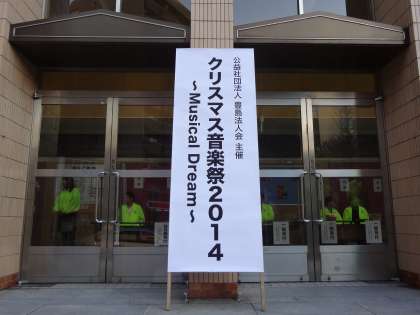 公益社団法人 豊島法人会 主催
クリスマス音楽祭2014
~Musical Dream~